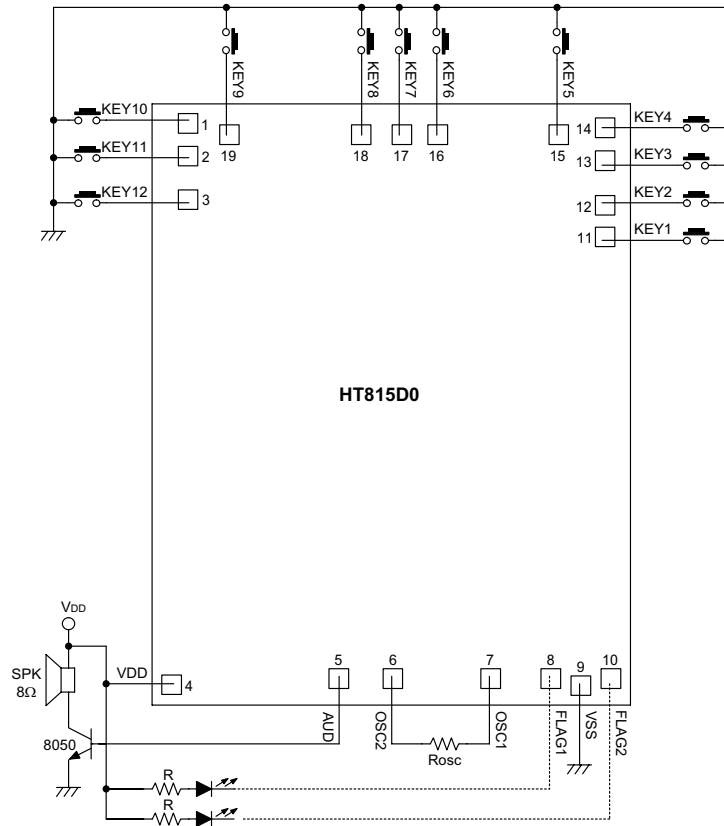 KEY9
KEY8
KEY7
KEY6
KEY5
KEY10
1
KEY11
2
KEY12
3
19
18
17
16
15
14
KEY4
13
KEY3
12
KEY2
11
KEY1
HT815D0
VDD
SPK
8Ω
VDD
4
5
6
7
8
9
10
AUD
OSC2
OSC1
FLAG1
VSS
FLAG2
8050
Rosc
R
R